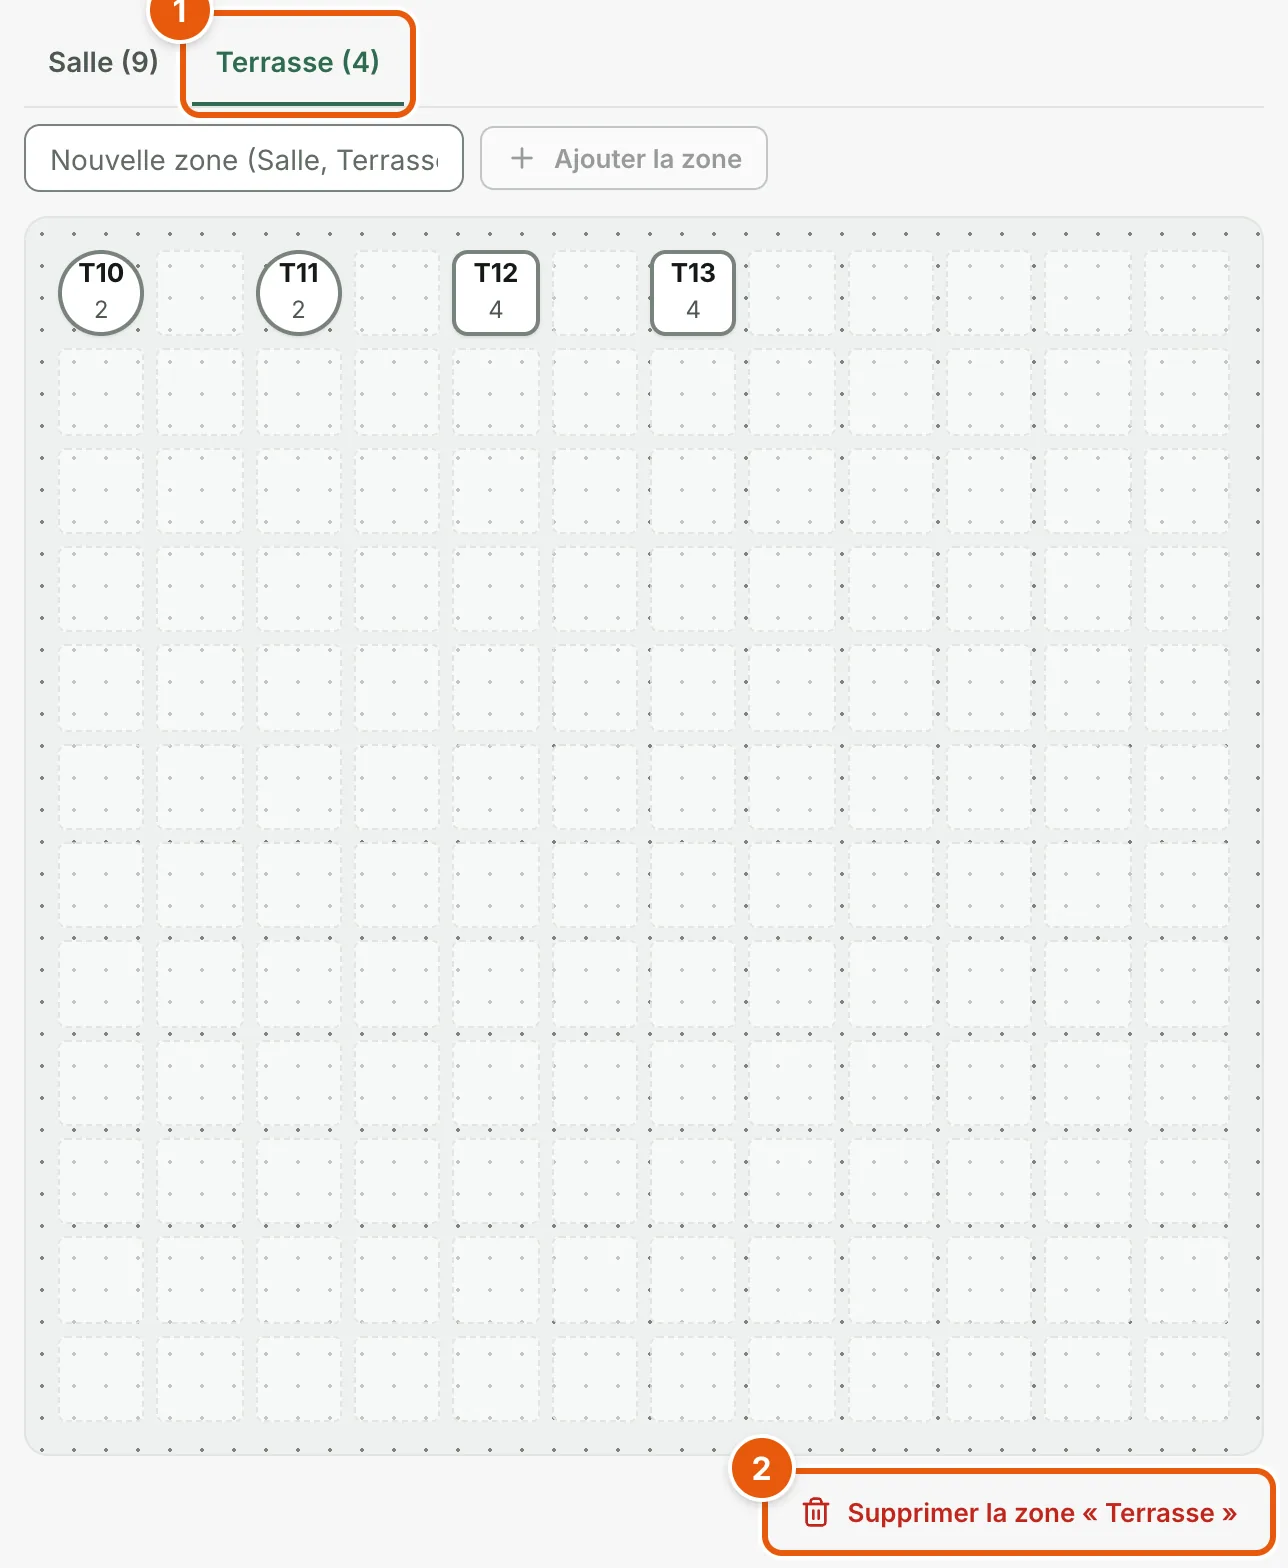 1
Salle (9)
Terrasse (4)
Nouvelle zone (Salle, Terrass
+ Ajouter la zone
T10
2
T11
2
T12
4
T13
4
2
Supprimer la zone « Terrasse »